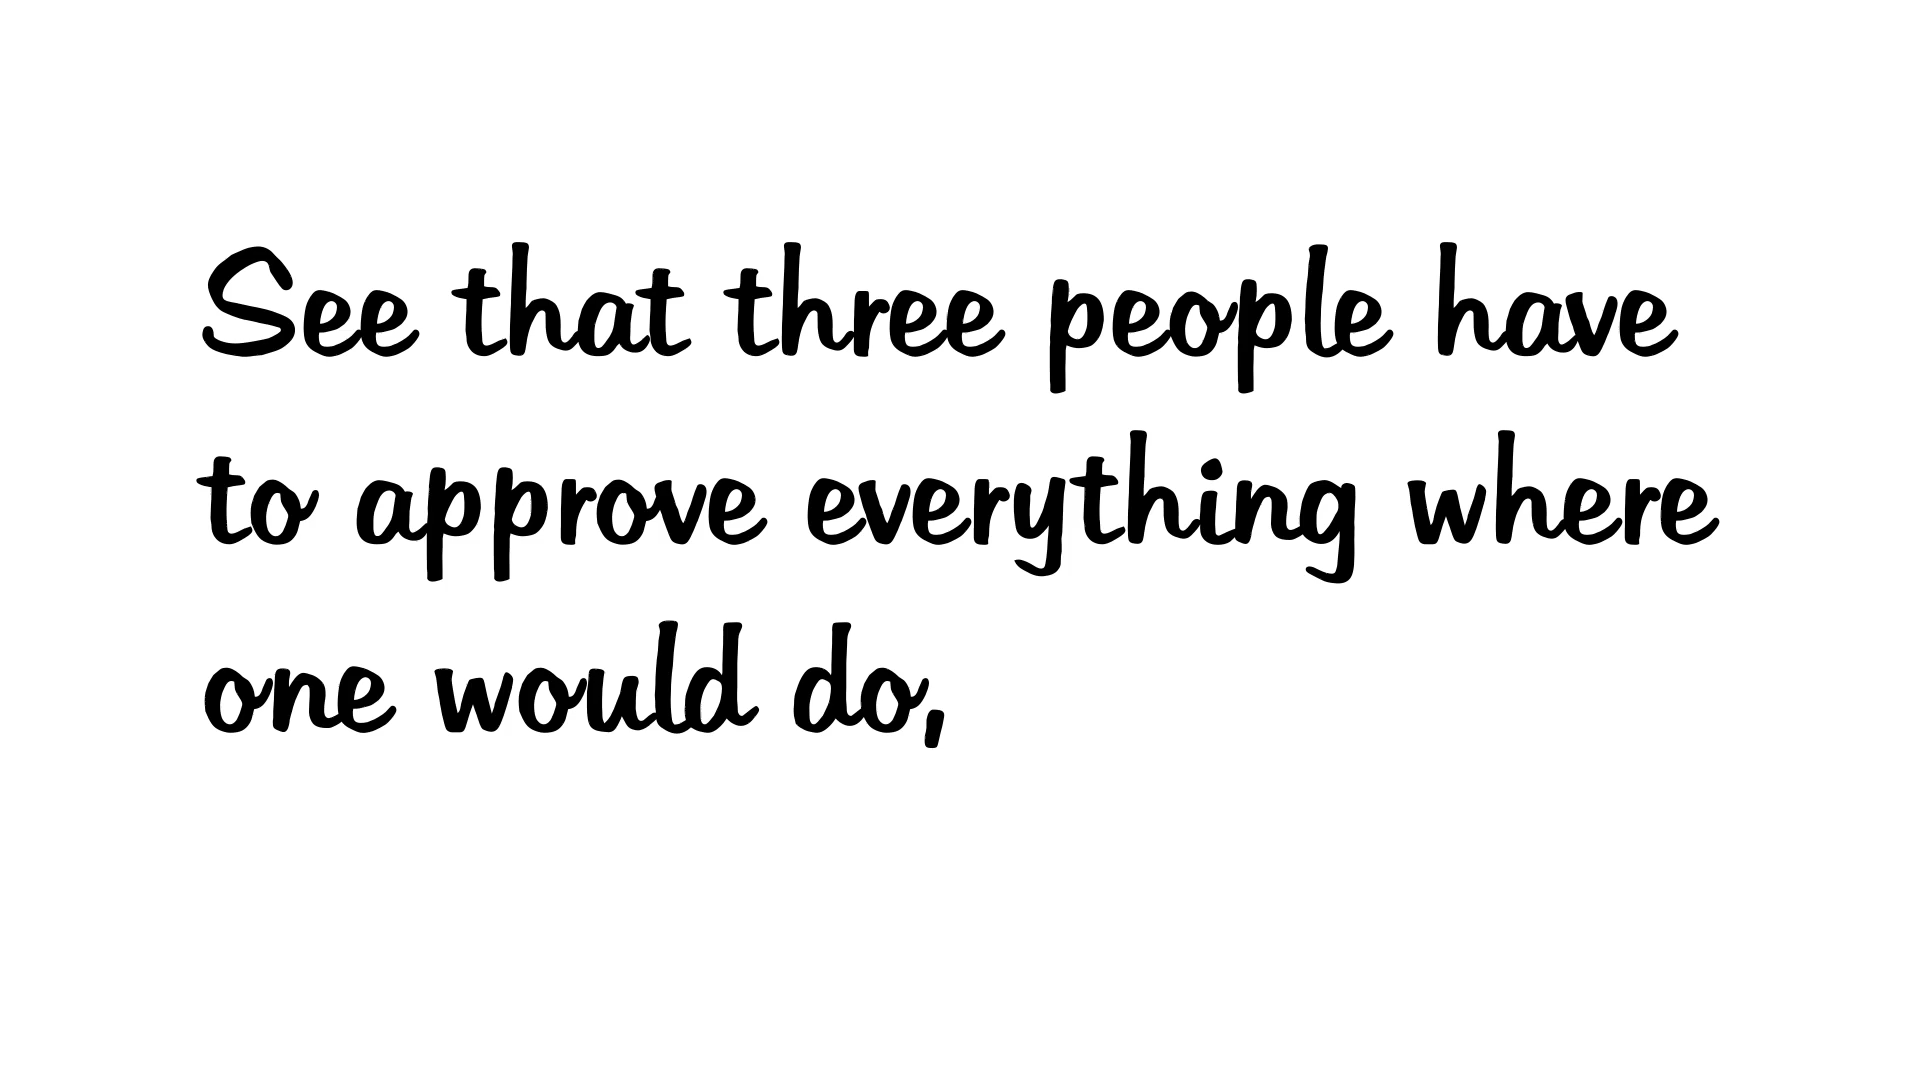 See that three people have
to approve everything where
one would do,